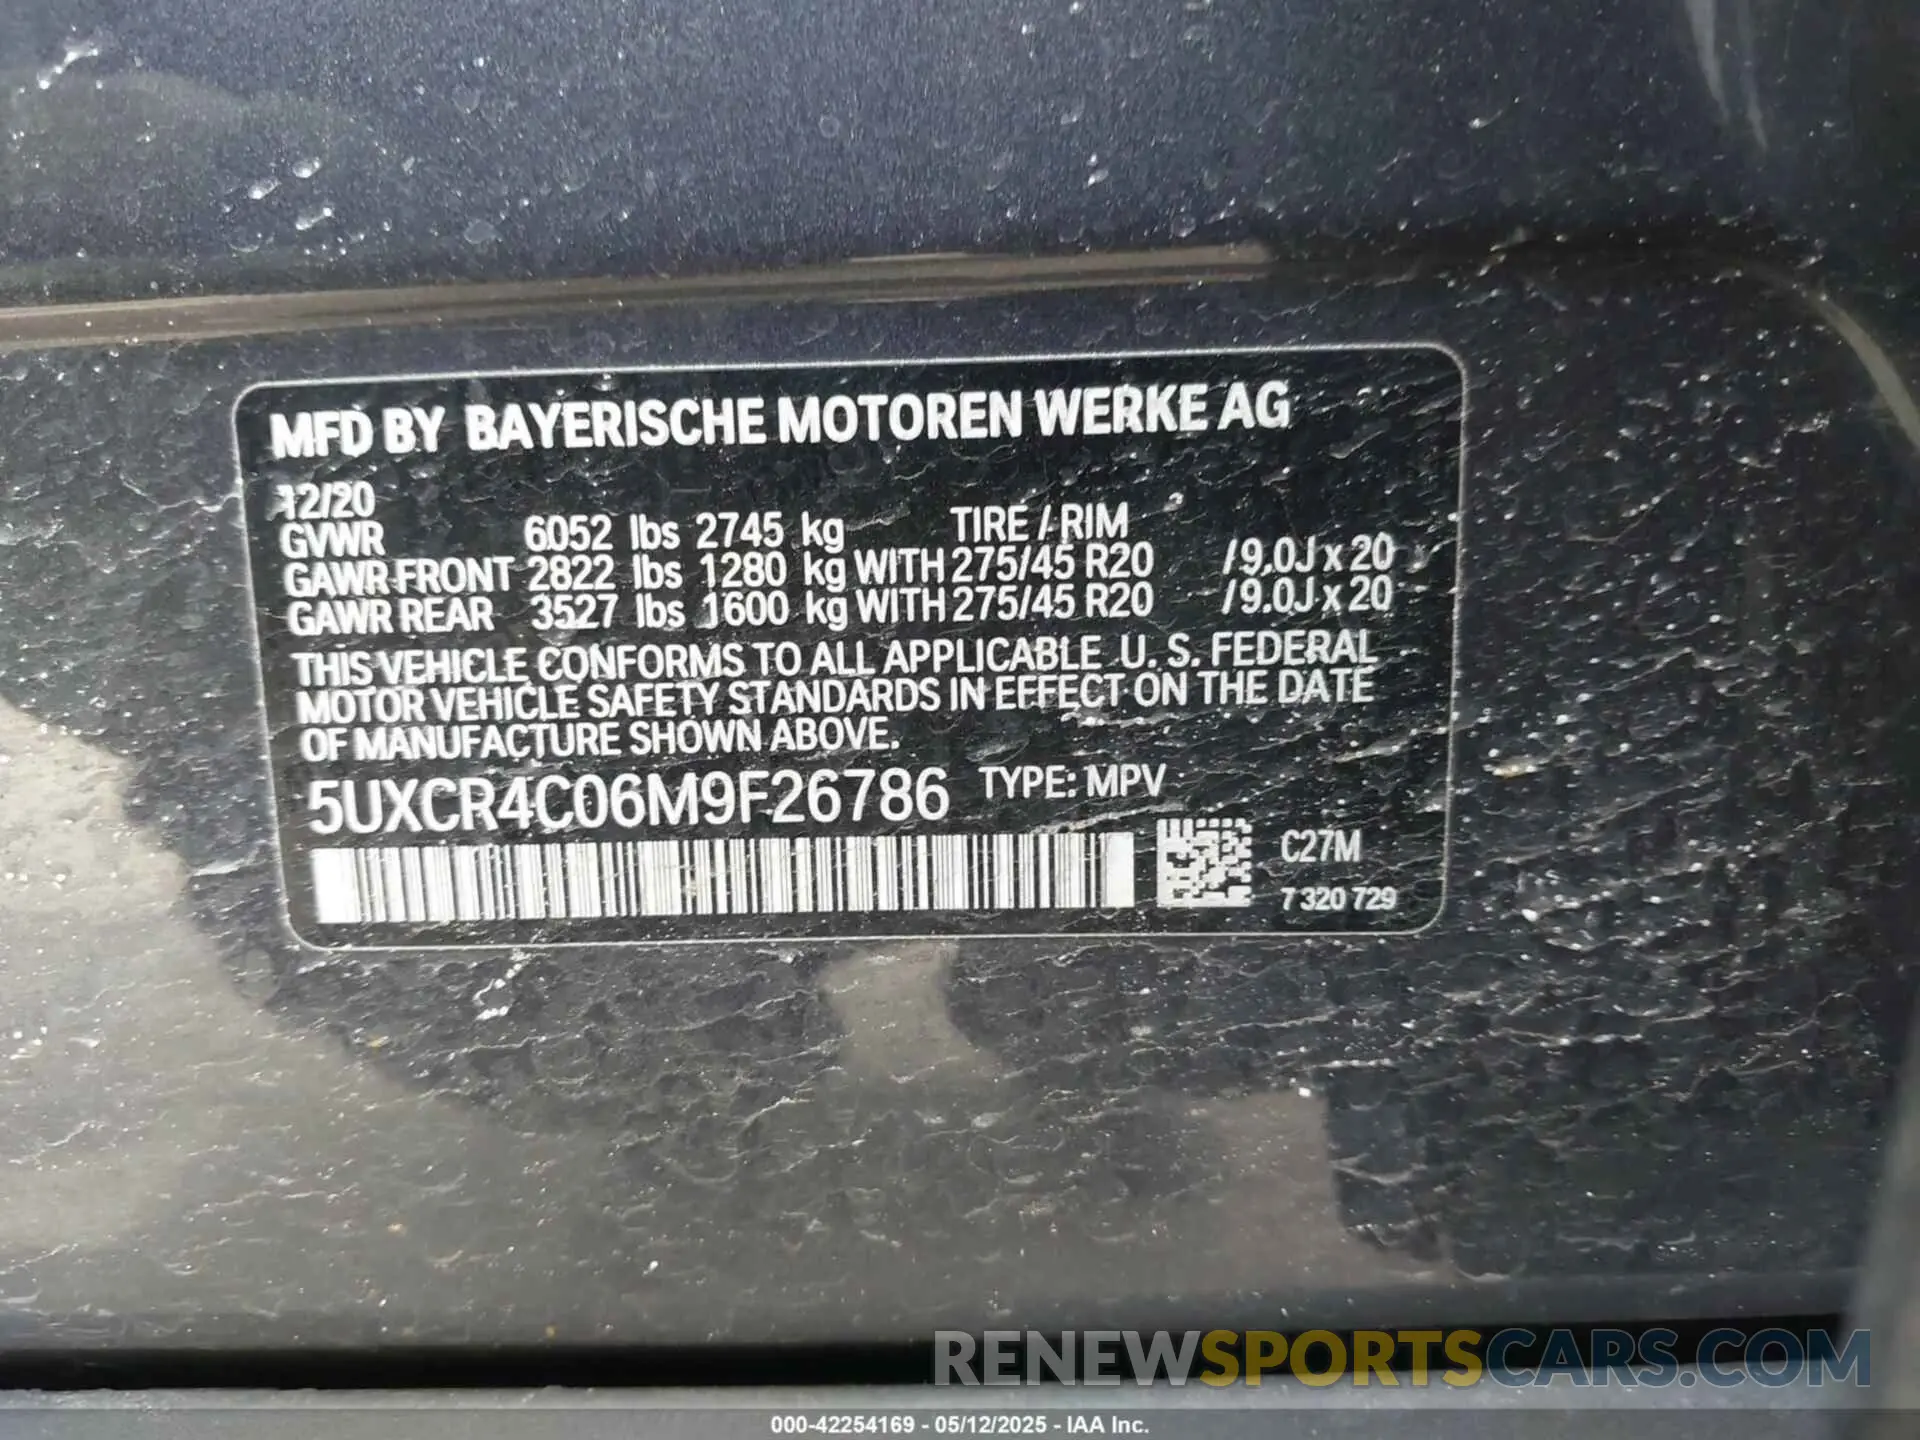 MFD BY BAYERISCHE MOTOREN WERKE AG
12/20
GVWR 6052 lbs 2745 kg TIRE / RIM
GAWR FRONT 2822 lbs 1280 kg WITH 275/45 R20 / 9.0J x 20
GAWR REAR 3527 lbs 1600 kg WITH 275/45 R20 / 9.0J x 20
THIS VEHICLE CONFORMS TO ALL APPLICABLE U. S. FEDERAL
MOTOR VEHICLE SAFETY STANDARDS IN EFFECT ON THE DATE
OF MANUFACTURE SHOWN ABOVE.
5UXCR4C06M9F26786 TYPE: MPV
C27M
7 320 729
RENEWSPORTSCARS.COM
000-42254169 - 05/12/2025 - IAA Inc.